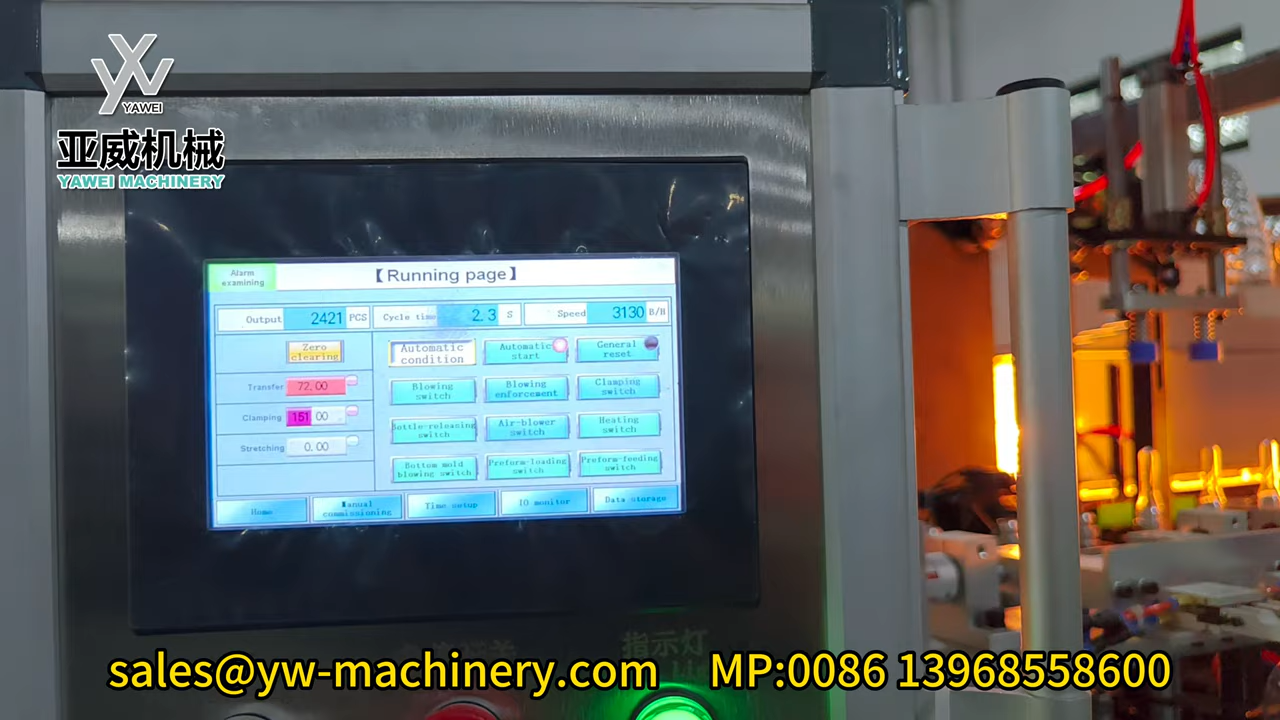 YAWEI
亚威机械
YAWEI MACHINERY
Alarm examining
【Running page】
Output 2421 PCS
Cycle time 2.3 S
Speed 3130 B/H
Zero clearing
Automatic condition
Automatic start
General reset
Transfer 72.00
Blowing switch
Blowing enforcement
Clamping switch
Clamping 151.00
Bottle-releasing switch
Air-blower switch
Heating switch
Stretching 0.00
Bottom mold blowing switch
Preform-loading switch
Preform-feeding switch
Home
Manual commissioning
Time setup
IO monitor
Data storage
指示灯
sales@yw-machinery.com MP:0086 13968558600